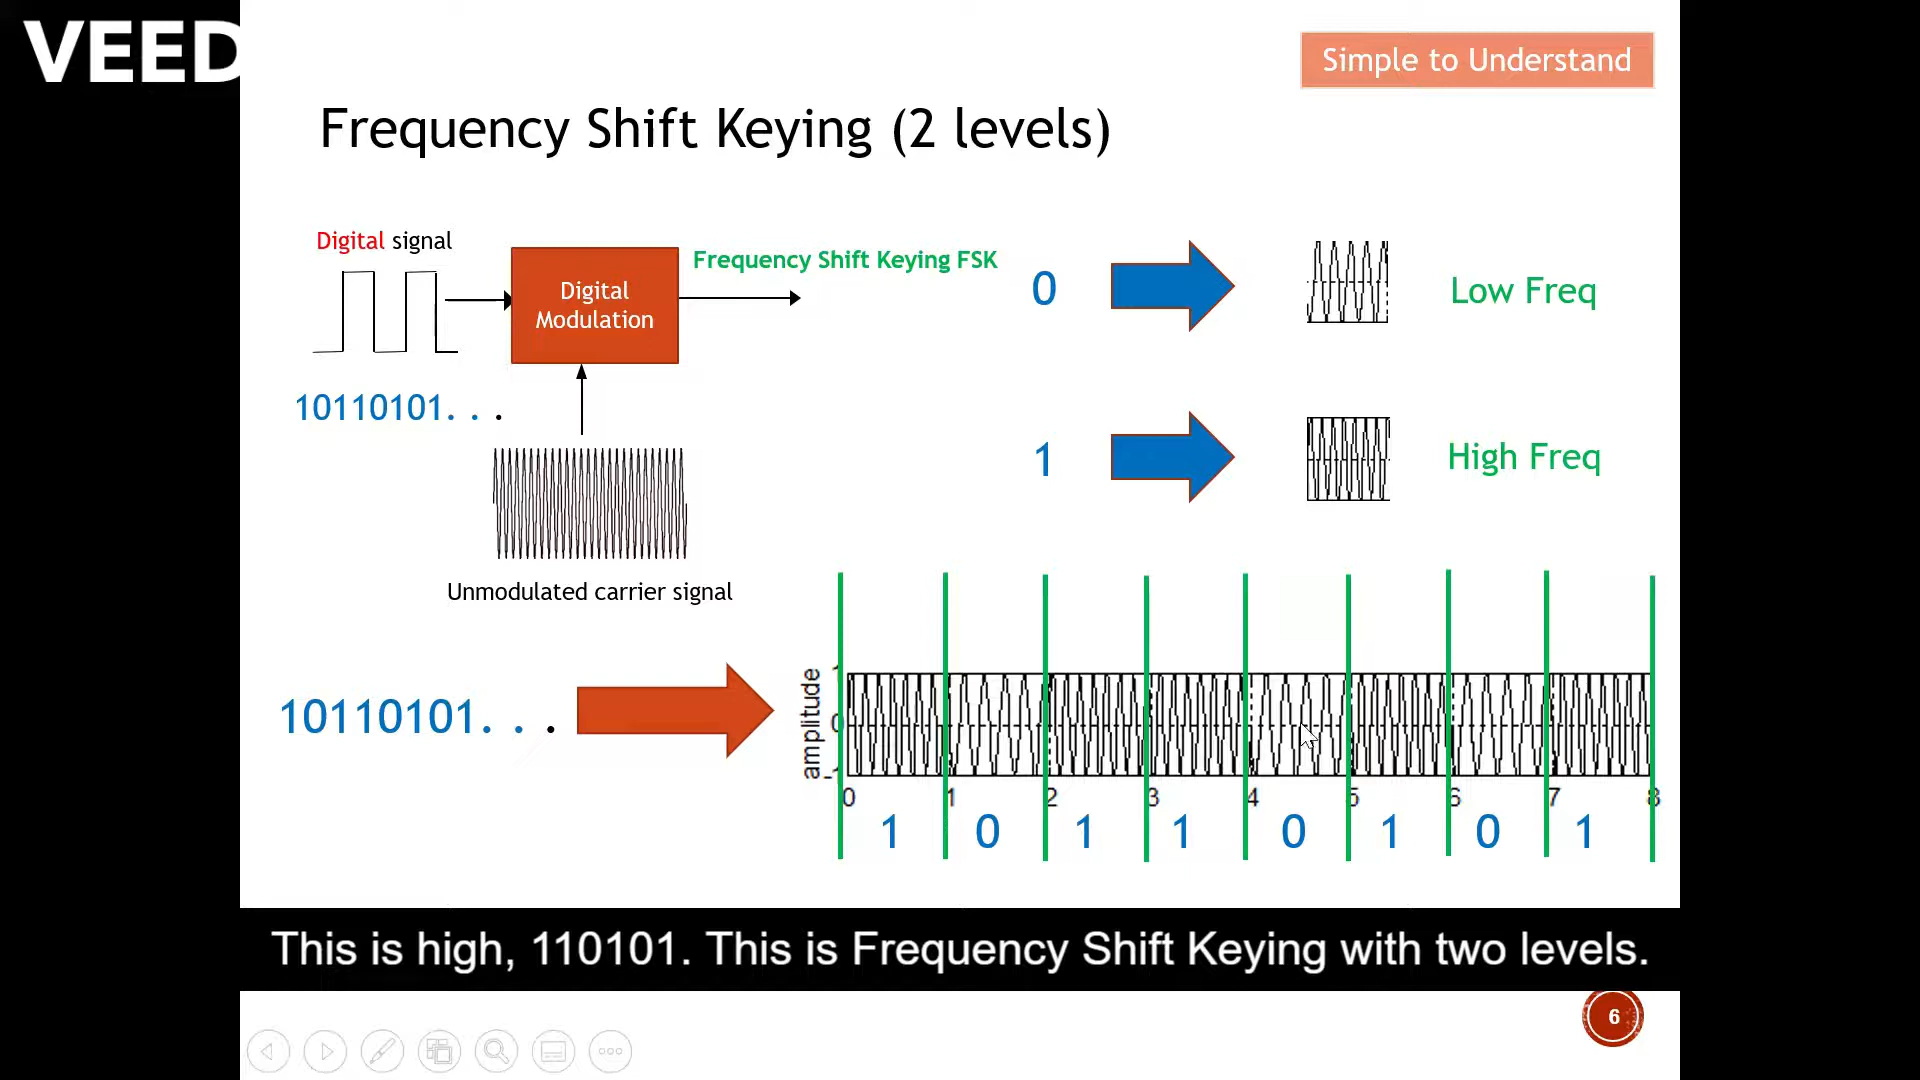 VEED
Simple to Understand
Frequency Shift Keying (2 levels)
Digital signal
Digital
Modulation
Frequency Shift Keying FSK
0
Low Freq
10110101. . .
1
High Freq
Unmodulated carrier signal
10110101. . .
amplitude
1
0
-1
0 1 2 3 4 5 6 7 8
1 0 1 1 0 1 0 1
This is high, 110101. This is Frequency Shift Keying with two levels.
6